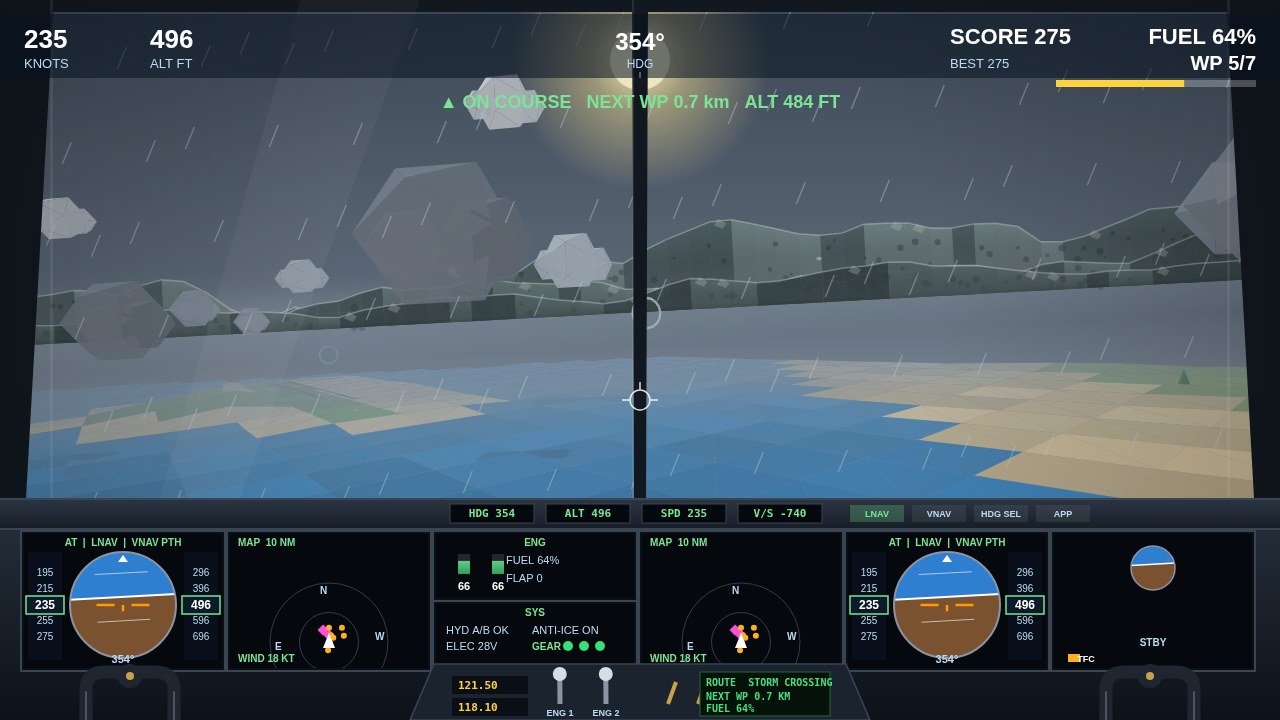 235
KNOTS
496
ALT FT
354°
HDG
SCORE 275
BEST 275
FUEL 64%
WP 5/7
▲ ON COURSE NEXT WP 0.7 km ALT 484 FT
HDG 354
ALT 496
SPD 235
V/S -740
LNAV
VNAV
HDG SEL
APP
AT | LNAV | VNAV PTH
195
215
235
255
275
296
396
496
596
696
354°
MAP 10 NM
N
E
W
WIND 18 KT
ENG
FUEL 64%
FLAP 0
66
66
SYS
HYD A/B OK
ANTI-ICE ON
ELEC 28V
GEAR
MAP 10 NM
N
E
W
WIND 18 KT
AT | LNAV | VNAV PTH
195
215
235
255
275
296
396
496
596
696
354°
STBY
TFC
121.50
118.10
ENG 1
ENG 2
ROUTE STORM CROSSING
NEXT WP 0.7 KM
FUEL 64%